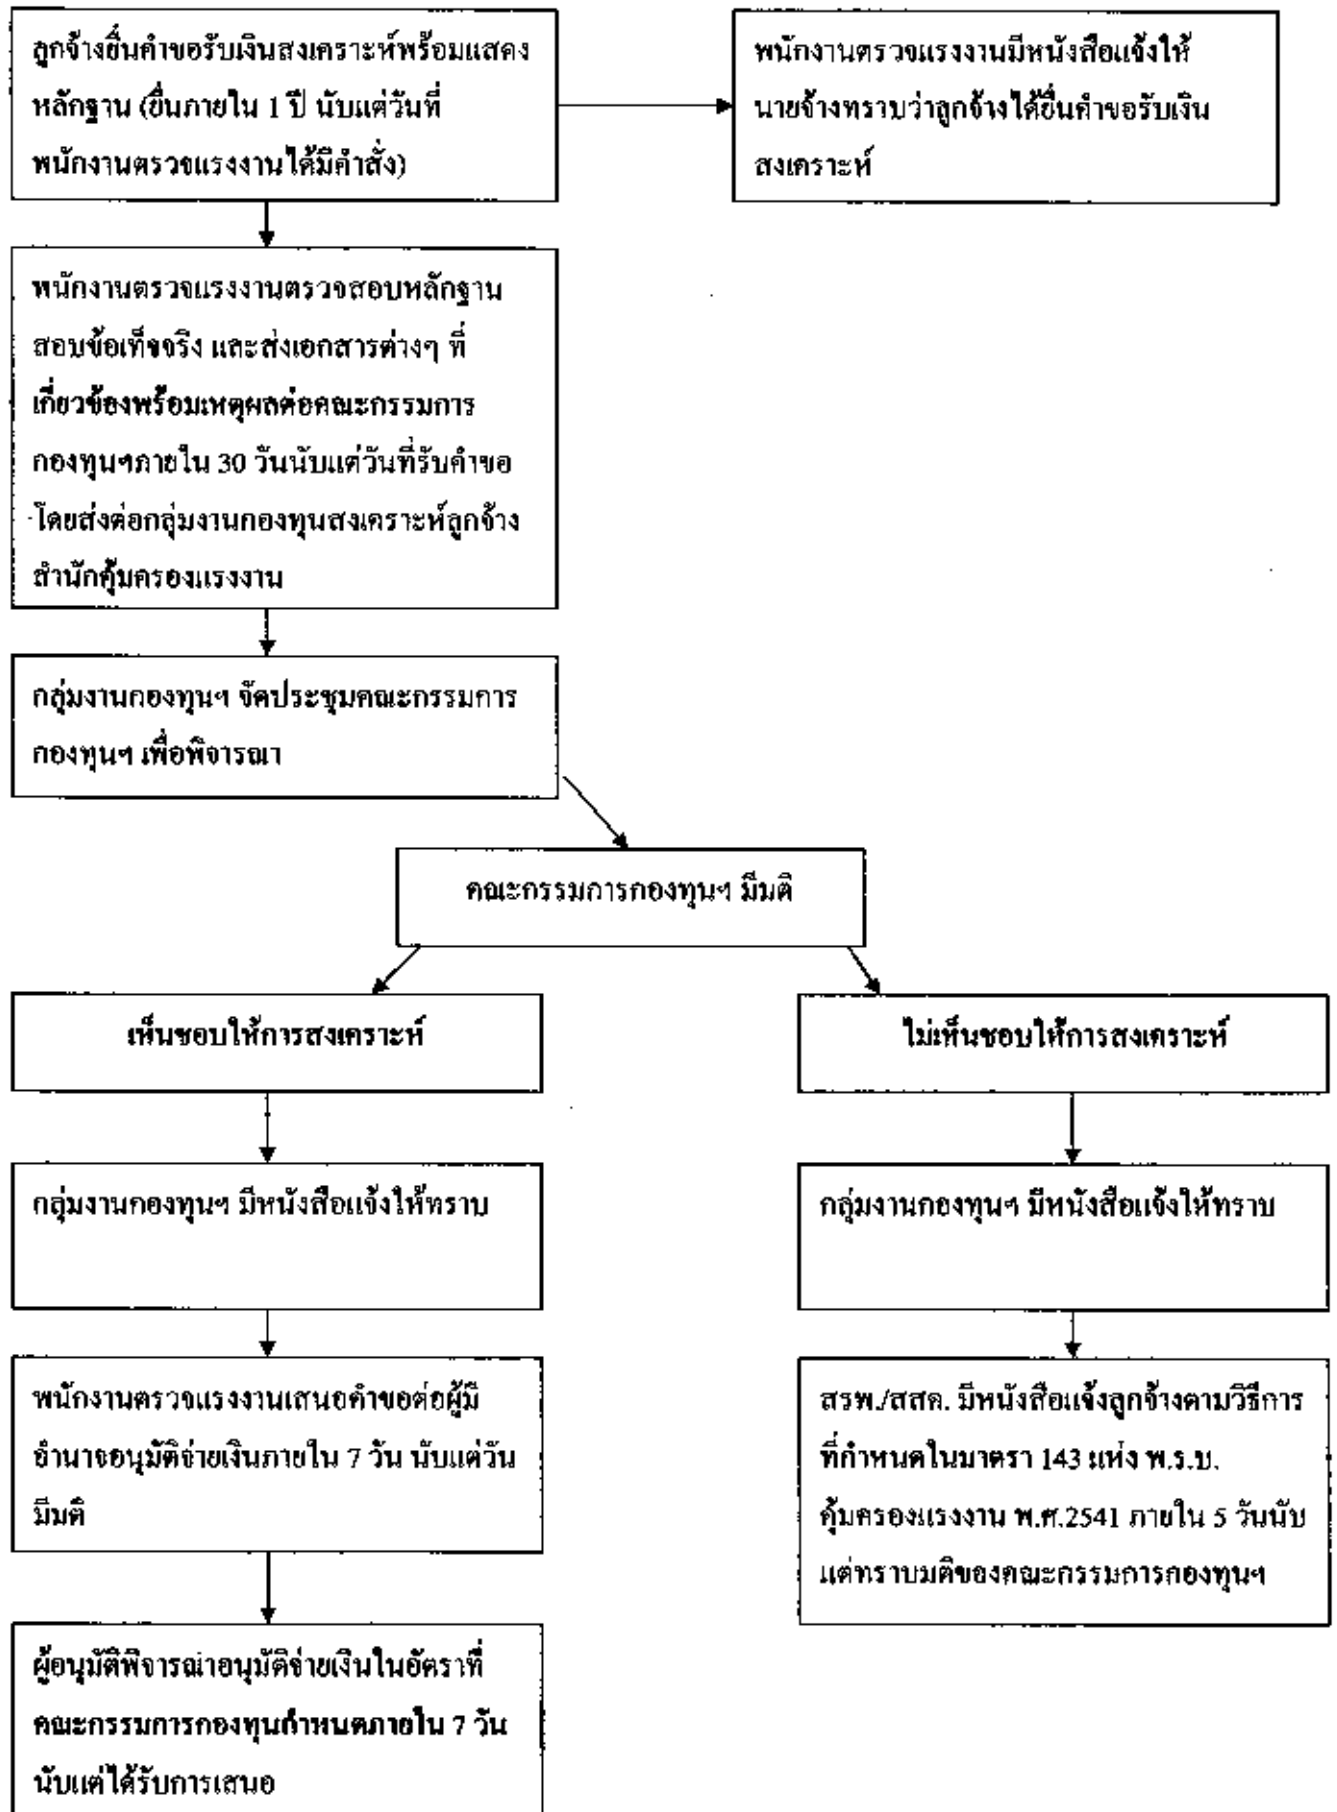 ลูกจ้างยื่นคำขอรับเงินสงเคราะห์พร้อมแสดง
หลักฐาน (ยื่นภายใน 1 ปี นับแต่วันที่
พนักงานตรวจแรงงานได้มีคำสั่ง)
พนักงานตรวจแรงงานมีหนังสือแจ้งให้
นายจ้างทราบว่าลูกจ้างได้ยื่นคำขอรับเงิน
สงเคราะห์
พนักงานตรวจแรงงานตรวจสอบหลักฐาน
สอบข้อเท็จจริง และส่งเอกสารต่างๆ ที่
เกี่ยวข้องพร้อมเหตุผลต่อคณะกรรมการ
กองทุนฯภายใน 30 วันนับแต่วันที่รับคำขอ
โดยส่งต่อกลุ่มงานกองทุนสงเคราะห์ลูกจ้าง
สำนักคุ้มครองแรงงาน
กลุ่มงานกองทุนฯ จัดประชุมคณะกรรมการ
กองทุนฯ เพื่อพิจารณา
คณะกรรมการกองทุนฯ มีมติ
เห็นชอบให้การสงเคราะห์
ไม่เห็นชอบให้การสงเคราะห์
กลุ่มงานกองทุนฯ มีหนังสือแจ้งให้ทราบ
กลุ่มงานกองทุนฯ มีหนังสือแจ้งให้ทราบ
พนักงานตรวจแรงงานเสนอคำขอต่อผู้มี
อำนาจอนุมัติจ่ายเงินภายใน 7 วัน นับแต่วัน
มีมติ
สรพ./สสค. มีหนังสือแจ้งลูกจ้างตามวิธีการ
ที่กำหนดในมาตรา 143 แห่ง พ.ร.บ.
คุ้มครองแรงงาน พ.ศ.2541 ภายใน 5 วันนับ
แต่ทราบมติของคณะกรรมการกองทุนฯ
ผู้อนุมัติพิจารณาอนุมัติจ่ายเงินในอัตราที่
คณะกรรมการกองทุนกำหนดภายใน 7 วัน
นับแต่ได้รับการเสนอ